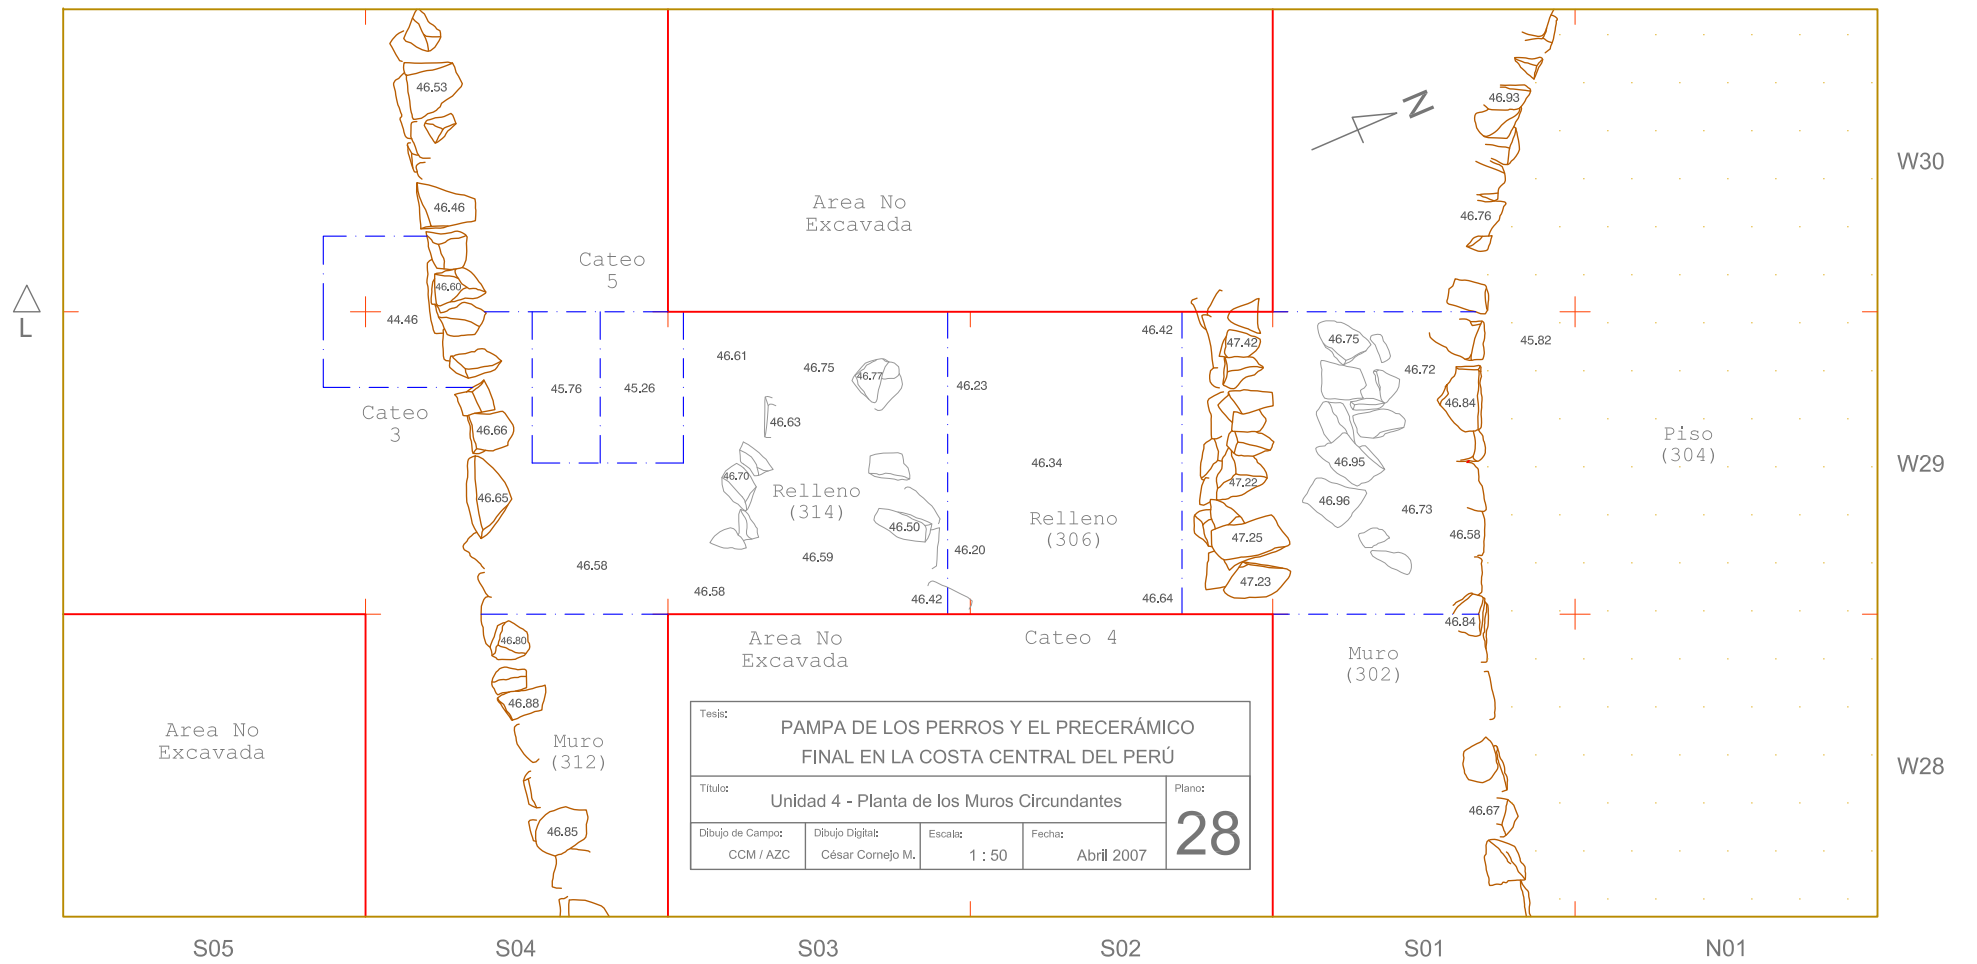 46.53
46.93
N
W30
Area No
Excavada
46.46
46.76
Cateo
5
46.60
44.46
L
46.42
47.42
46.75
45.82
46.61
46.75
46.77
46.72
45.76
45.26
46.23
46.84
Cateo
3
46.63
46.66
Piso
(304)
46.34
46.95
W29
46.70
47.22
46.65
Relleno
(314)
46.96
46.73
46.50
Relleno
(306)
46.58
47.25
46.20
46.59
46.58
47.23
46.58
46.42
46.64
46.84
46.80
Area No
Excavada
Cateo 4
Muro
(302)
46.88
Area No
Excavada
Muro
(312)
Tesis:
PAMPA DE LOS PERROS Y EL PRECERÁMICO
FINAL EN LA COSTA CENTRAL DEL PERÚ
Título:
Unidad 4 - Planta de los Muros Circundantes
Plano:
28
Dibujo de Campo:
CCM / AZC
Dibujo Digital:
César Cornejo M.
Escala:
1 : 50
Fecha:
Abril 2007
W28
46.67
46.85
S05
S04
S03
S02
S01
N01